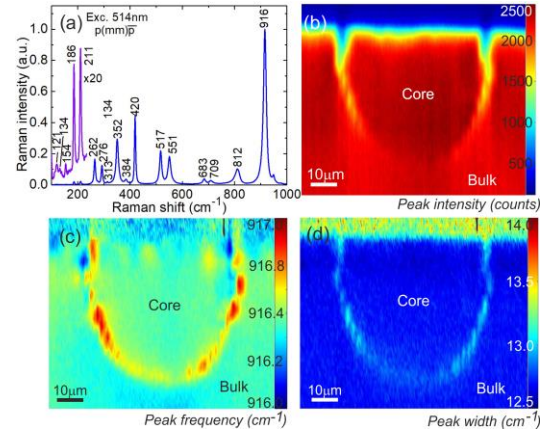 (a)
Exc. 514nm
p(mm)p̅
x20
121
134
154
186
211
262
276
313
134
352
384
420
517
551
683
709
812
916
1.0
0.8
0.6
0.4
0.2
0.0
200 400 600 800 1000
Raman intensity (a.u.)
Raman shift (cm-1)
(b)
2500
2000
1500
1000
500
Core
Bulk
10μm
Peak intensity (counts)
(c)
917.0
916.8
916.4
916.2
916.0
Core
Bulk
10μm
Peak frequency (cm-1)
(d)
14.0
13.5
13.0
12.5
Core
Bulk
10μm
Peak width (cm-1)